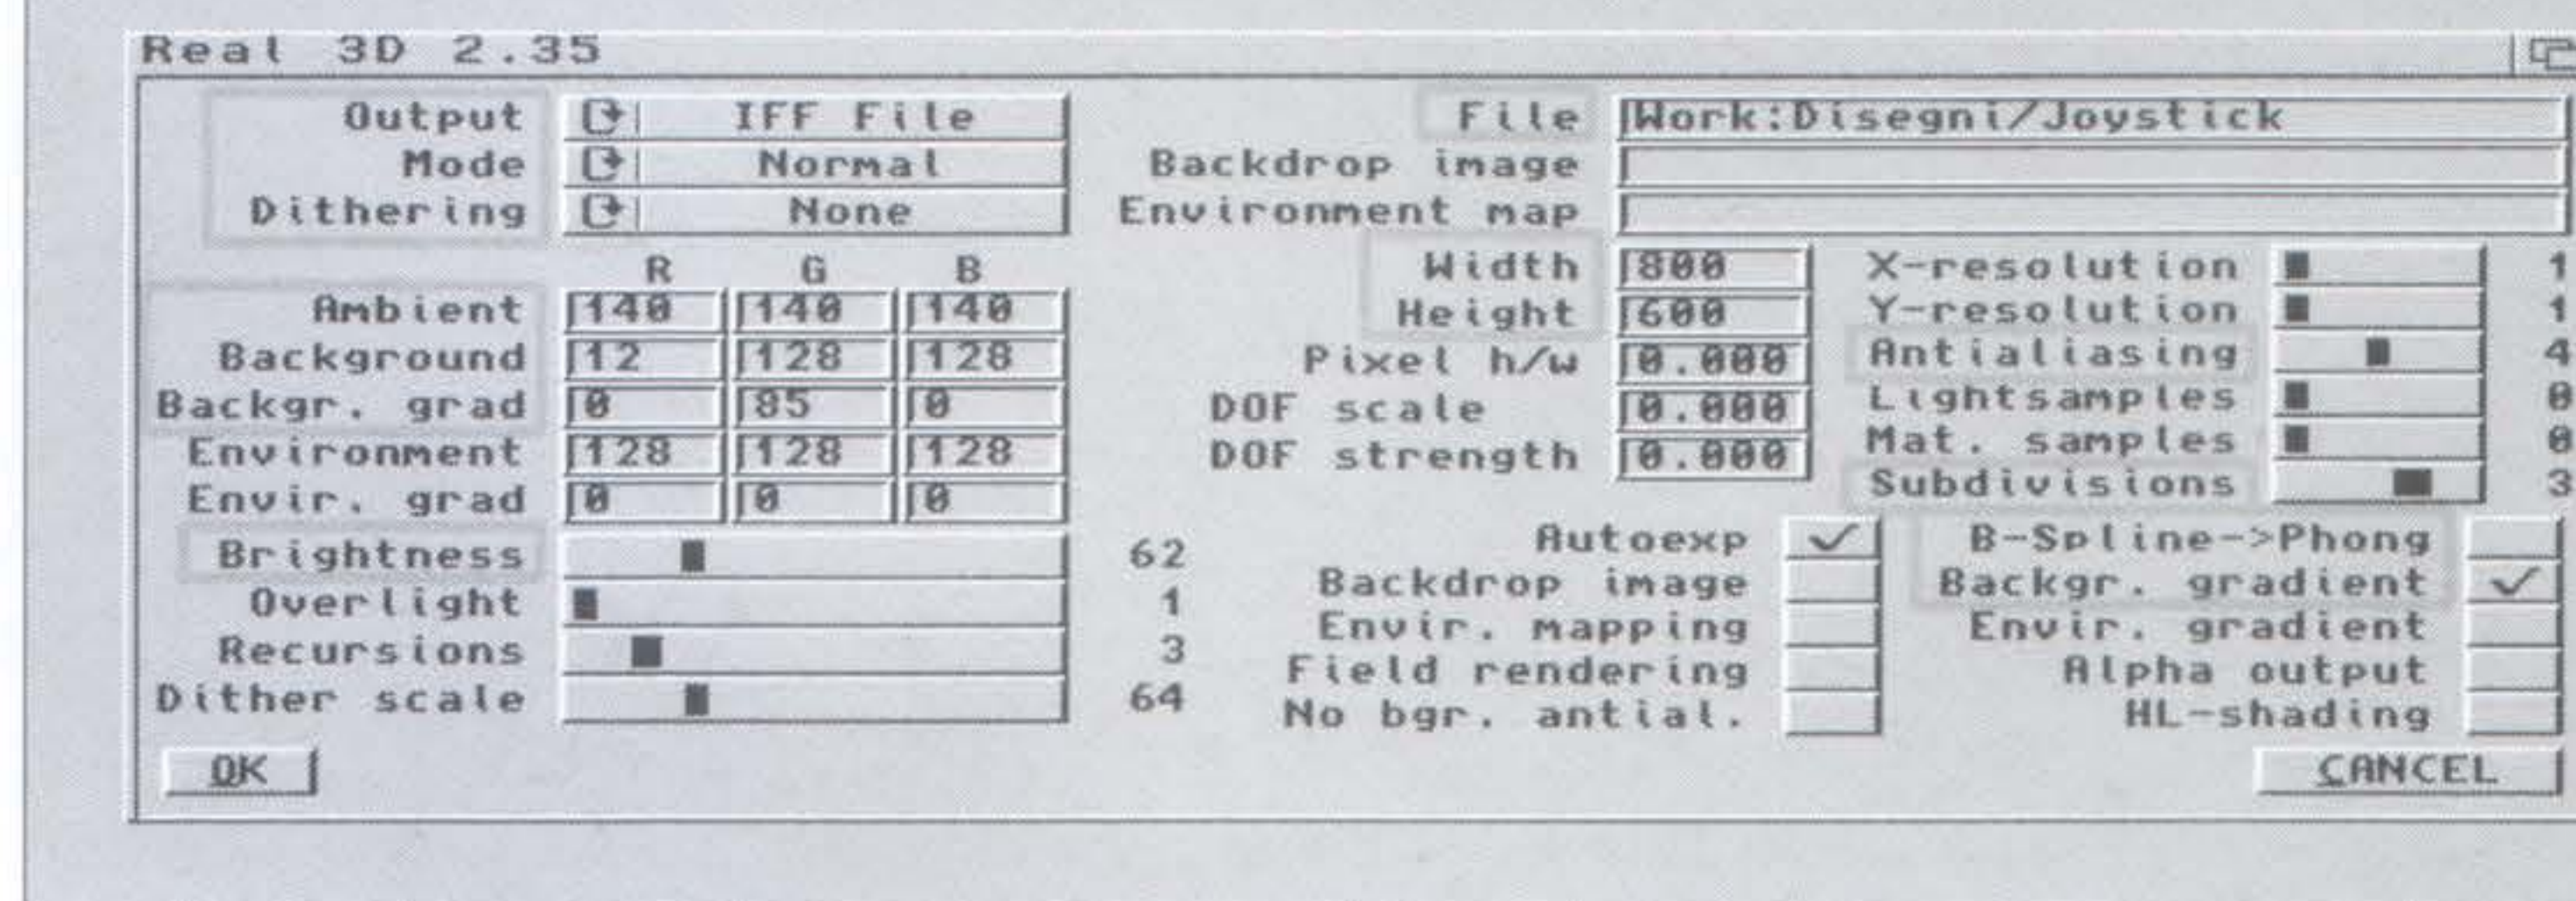 Real 3D 2.35
Output IFF File
Mode Normal
Dithering None
R G B
Ambient 140 140 140
Background 12 128 128
Backgr. grad 0 85 0
Environment 128 128 128
Envir. grad 0 0 0
Brightness 62
Overlight 1
Recursions 3
Dither scale 64
OK
File Work:Disegni/Joystick
Backdrop image
Environment map
Width 800
Height 600
Pixel h/w 0.000
DOF scale 0.000
DOF strength 0.000
X-resolution 1
Y-resolution 1
Antialiasing 4
Lightsamples 0
Mat. samples 0
Subdivisions 3
Autoexp
Backdrop image
Envir. mapping
Field rendering
No bgr. antial.
B-Spline->Phong
Backgr. gradient
Envir. gradient
Alpha output
HL-shading
CANCEL